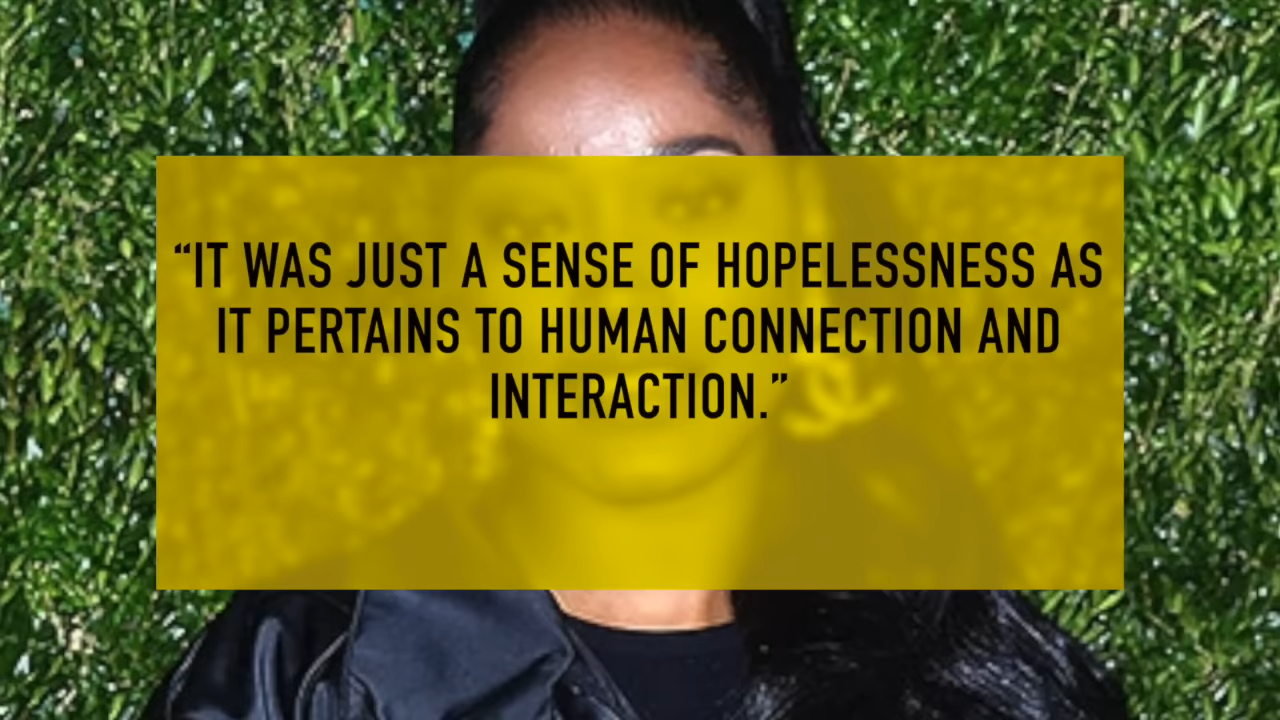 “IT WAS JUST A SENSE OF HOPELESSNESS AS
IT PERTAINS TO HUMAN CONNECTION AND
INTERACTION.”